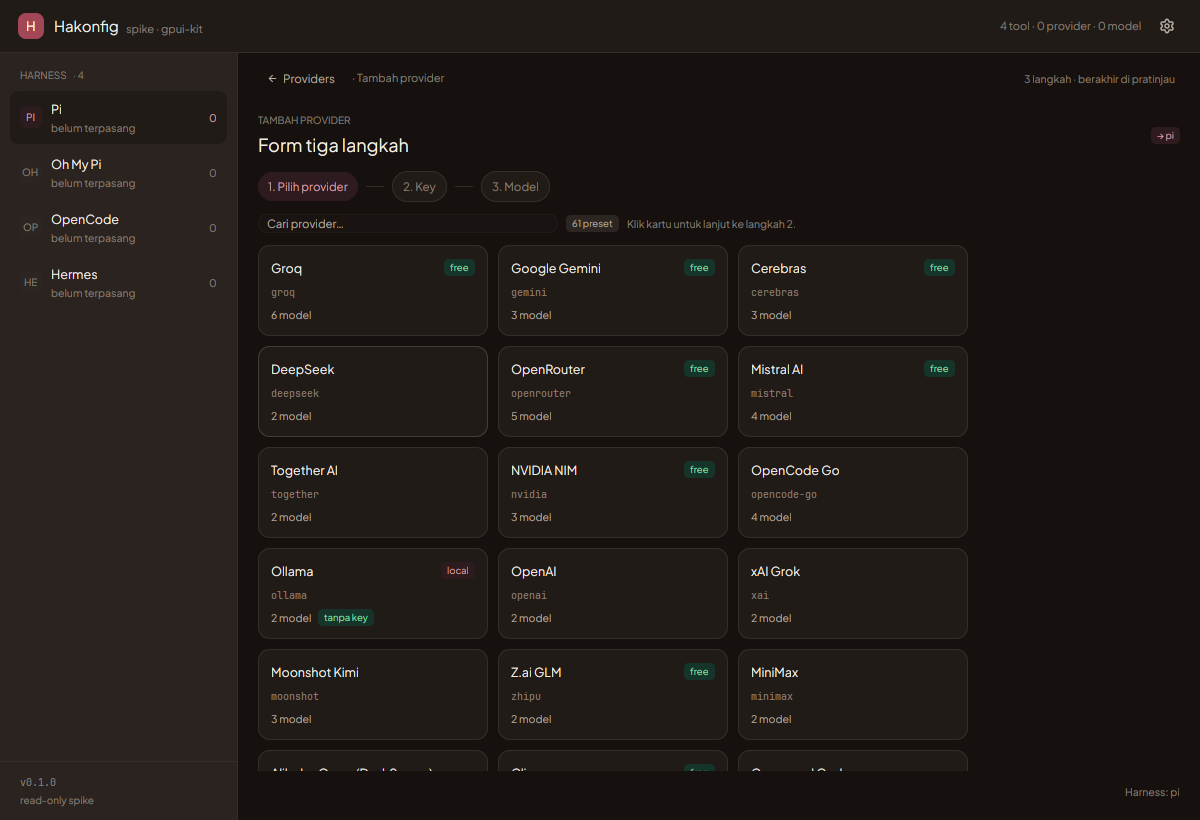 H Hakonfig spike · gpui-kit
4 tool · 0 provider · 0 model
HARNESS · 4
PI Pi 0
belum terpasang
OH Oh My Pi 0
belum terpasang
OP OpenCode 0
belum terpasang
HE Hermes 0
belum terpasang
v0.1.0
read-only spike
← Providers · Tambah provider
3 langkah · berakhir di pratinjau
TAMBAH PROVIDER
Form tiga langkah
→ pi
1. Pilih provider — 2. Key — 3. Model
Cari provider... 61 preset Klik kartu untuk lanjut ke langkah 2.
Groq free
groq
6 model
Google Gemini free
gemini
3 model
Cerebras free
cerebras
3 model
DeepSeek
deepseek
2 model
OpenRouter free
openrouter
5 model
Mistral AI free
mistral
4 model
Together AI
together
2 model
NVIDIA NIM free
nvidia
3 model
OpenCode Go
opencode-go
4 model
Ollama local
ollama
2 model tanpa key
OpenAI
openai
2 model
xAI Grok
xai
2 model
Moonshot Kimi
moonshot
3 model
Z.ai GLM free
zhipu
2 model
MiniMax
minimax
2 model
Harness: pi